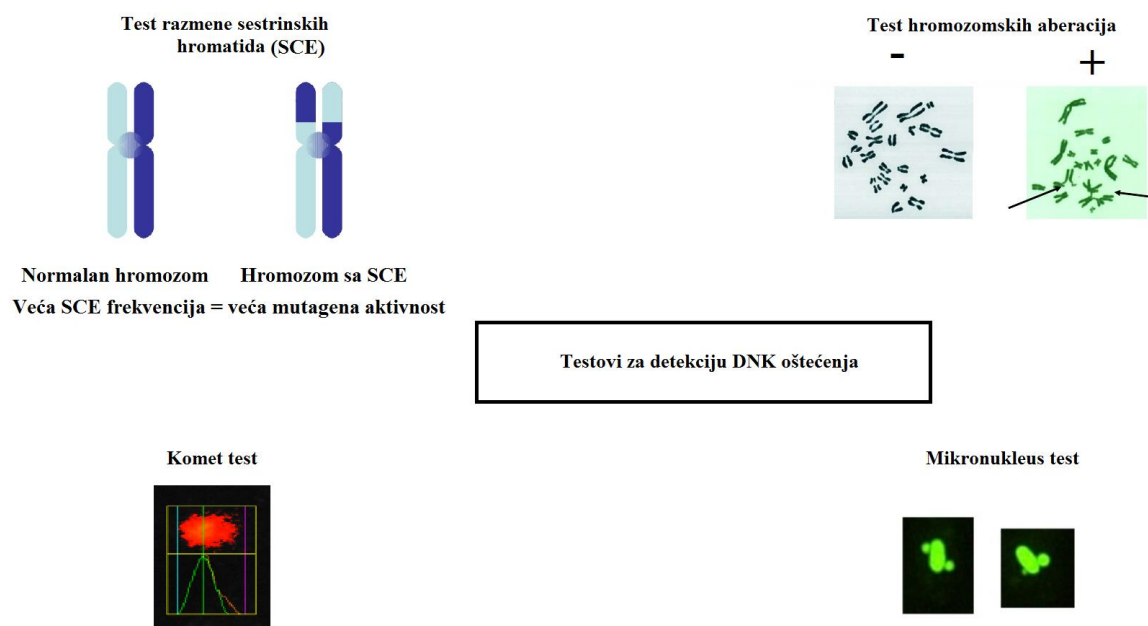 Test razmene sestrinskih
hromatida (SCE)
Normalan hromozom
Hromozom sa SCE
Veća SCE frekvencija = veća mutagena aktivnost
Test hromozomskih aberacija
-
+
Testovi za detekciju DNK oštećenja
Komet test
Mikronukleus test